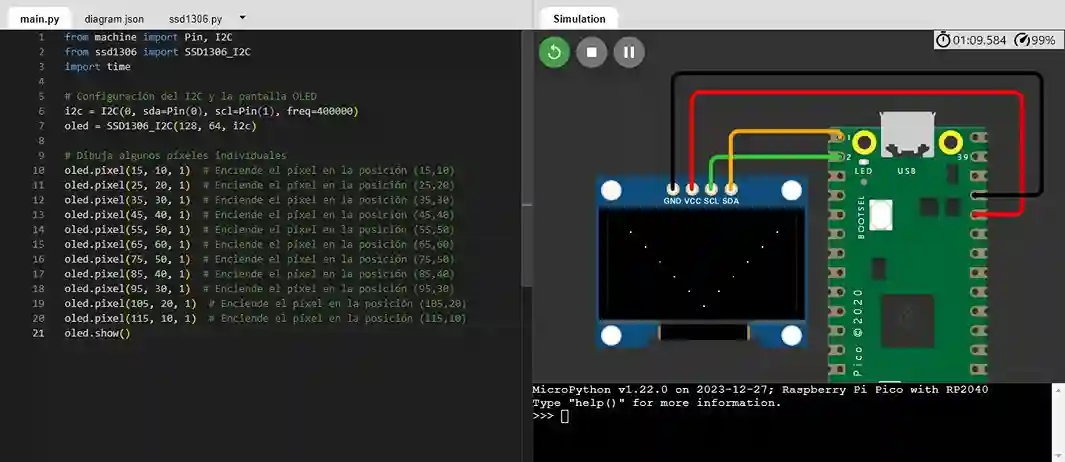 main.py diagram.json ssd1306.py
1 from machine import Pin, I2C
2 from ssd1306 import SSD1306_I2C
3 import time
4
5 # Configuración del I2C y la pantalla OLED
6 i2c = I2C(0, sda=Pin(0), scl=Pin(1), freq=400000)
7 oled = SSD1306_I2C(128, 64, i2c)
8
9 # Dibuja algunos píxeles individuales
10 oled.pixel(15, 10, 1) # Enciende el píxel en la posición (15,10)
11 oled.pixel(25, 20, 1) # Enciende el píxel en la posición (25,20)
12 oled.pixel(35, 30, 1) # Enciende el píxel en la posición (35,30)
13 oled.pixel(45, 40, 1) # Enciende el píxel en la posición (45,40)
14 oled.pixel(55, 50, 1) # Enciende el píxel en la posición (55,50)
15 oled.pixel(65, 60, 1) # Enciende el píxel en la posición (65,60)
16 oled.pixel(75, 50, 1) # Enciende el píxel en la posición (75,50)
17 oled.pixel(85, 40, 1) # Enciende el píxel en la posición (85,40)
18 oled.pixel(95, 30, 1) # Enciende el píxel en la posición (95,30)
19 oled.pixel(105, 20, 1) # Enciende el píxel en la posición (105,20)
20 oled.pixel(115, 10, 1) # Enciende el píxel en la posición (115,10)
21 oled.show()
Simulation
01:09.584 99%
1
2
39
LED USB
BOOTSEL
GND VCC SCL SDA
Pico ©2020
MicroPython v1.22.0 on 2023-12-27; Raspberry Pi Pico with RP2040
Type "help()" for more information.
>>>